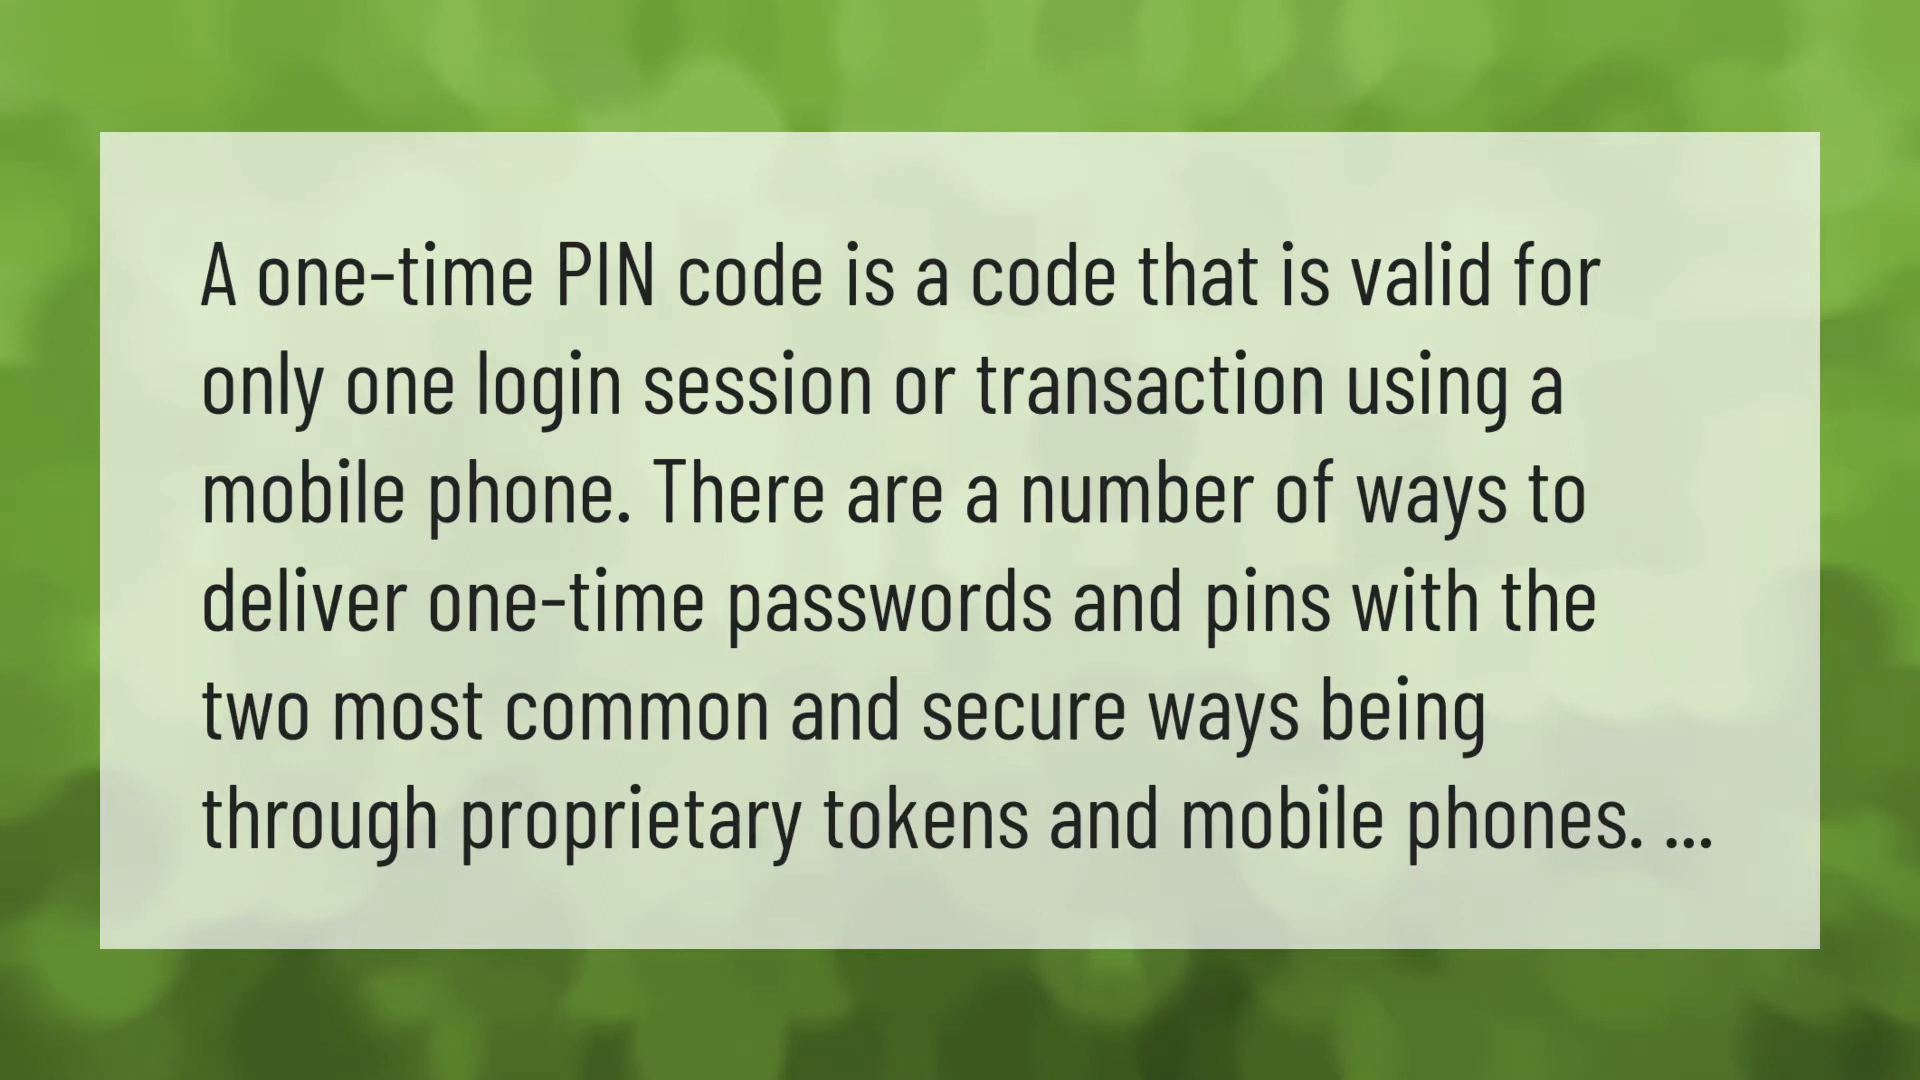 A one-time PIN code is a code that is valid for
only one login session or transaction using a
mobile phone. There are a number of ways to
deliver one-time passwords and pins with the
two most common and secure ways being
through proprietary tokens and mobile phones. ...